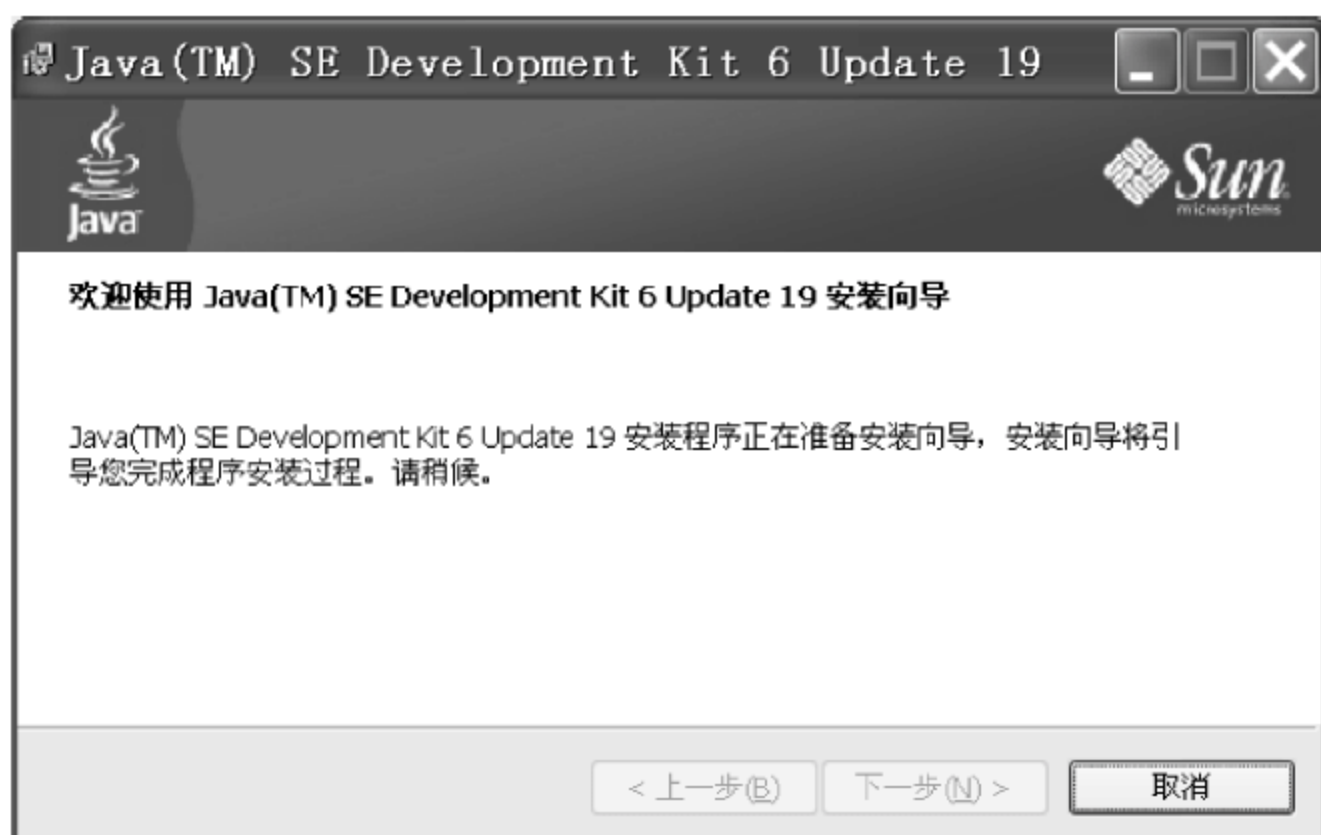 Java(TM) SE Development Kit 6 Update 19
Java
Sun
microsystems
欢迎使用 Java(TM) SE Development Kit 6 Update 19 安装向导
Java(TM) SE Development Kit 6 Update 19 安装程序正在准备安装向导，安装向导将引
导您完成程序安装过程。请稍候。
< 上一步(B)
下一步(N) >
取消